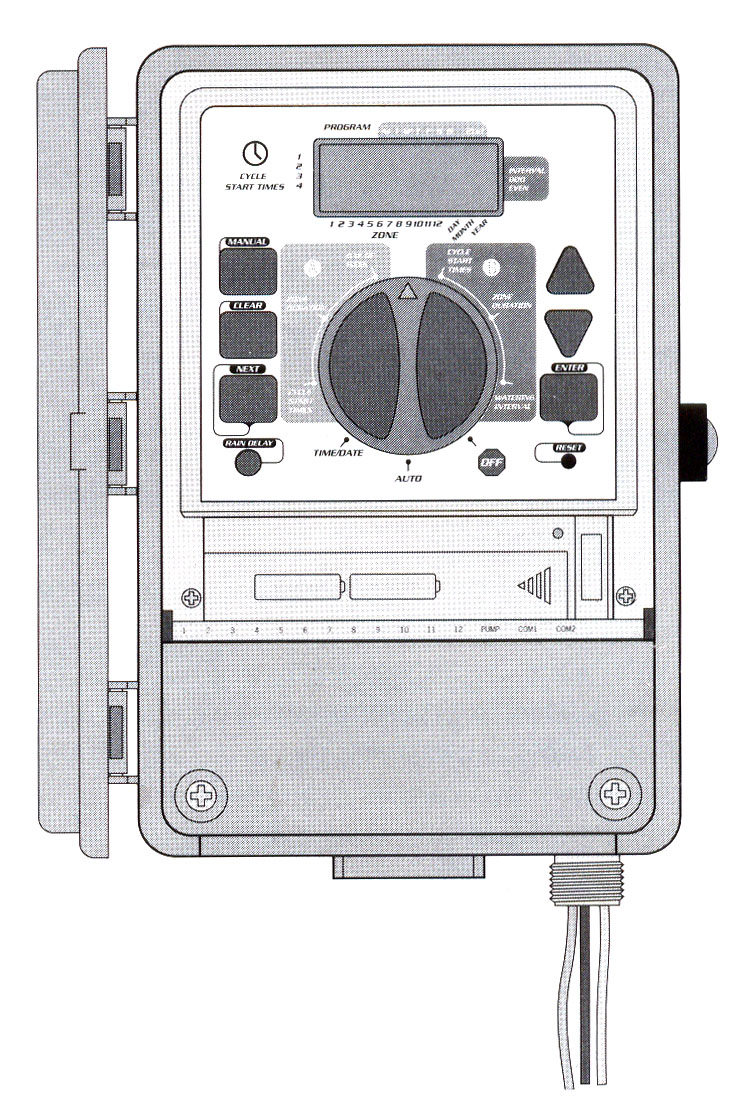 PROGRAM
CYCLE
START TIMES
1
2
3
4
INTERVAL
ODD
EVEN
1 2 3 4 5 6 7 8 9 10 11 12
ZONE
DAY
MONTH
YEAR
MANUAL
CLEAR
NEXT
RAIN DELAY
CYCLE
START
TIMES
ZONE
DURATION
WATERING
INTERVAL
CYCLE
START
TIMES
ENTER
RESET
TIME/DATE
AUTO
OFF
1 2 3 4 5 6 7 8 9 10 11 12 PUMP COM1 COM2